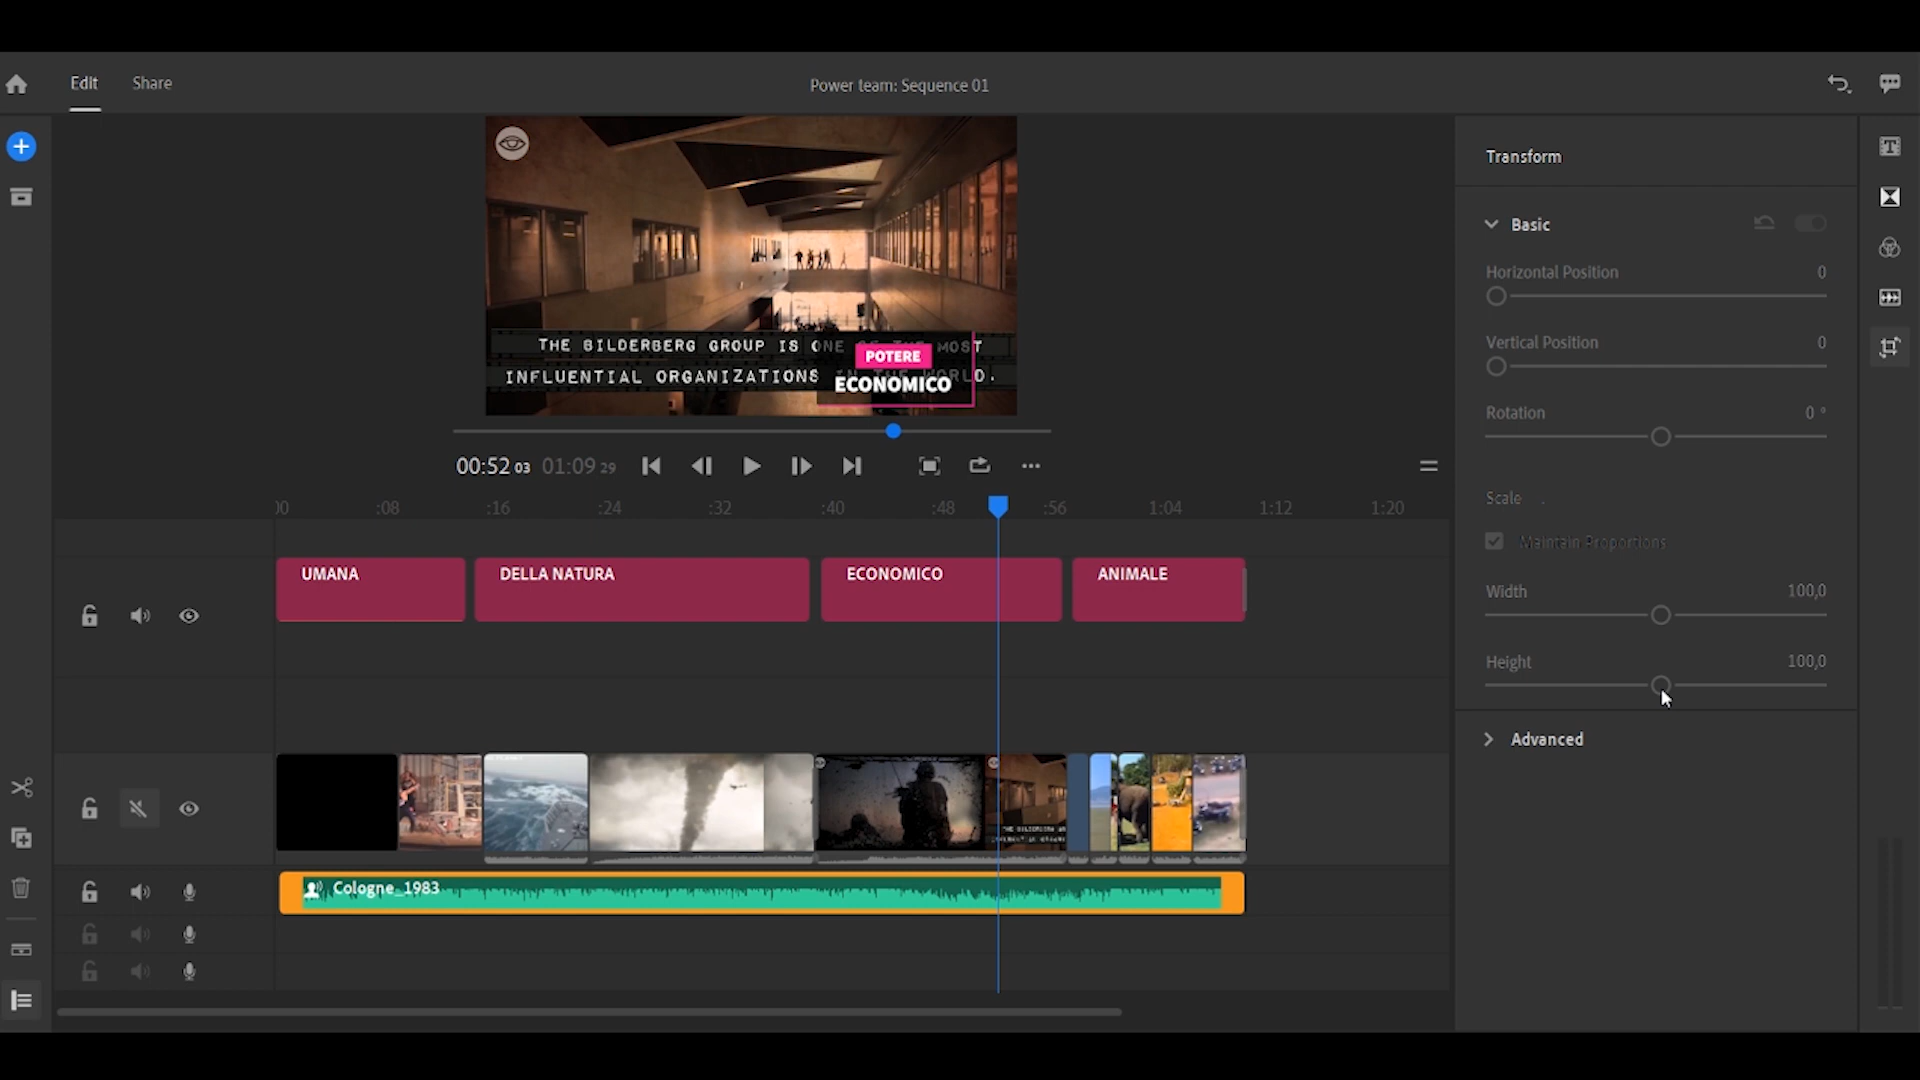 Edit
Share
Power team: Sequence 01
THE BILDERBERG GROUP IS ONE OF THE MOST
INFLUENTIAL ORGANIZATIONS IN THE WORLD.
POTERE
ECONOMICO
00:52 03
01:09 29
:00
:08
:16
:24
:32
:40
:48
:56
1:04
1:12
1:20
UMANA
DELLA NATURA
ECONOMICO
ANIMALE
Cologne_1983
Transform
Basic
Horizontal Position 0
Vertical Position 0
Rotation 0 °
Scale
Maintain Proportions
Width 100,0
Height 100,0
Advanced